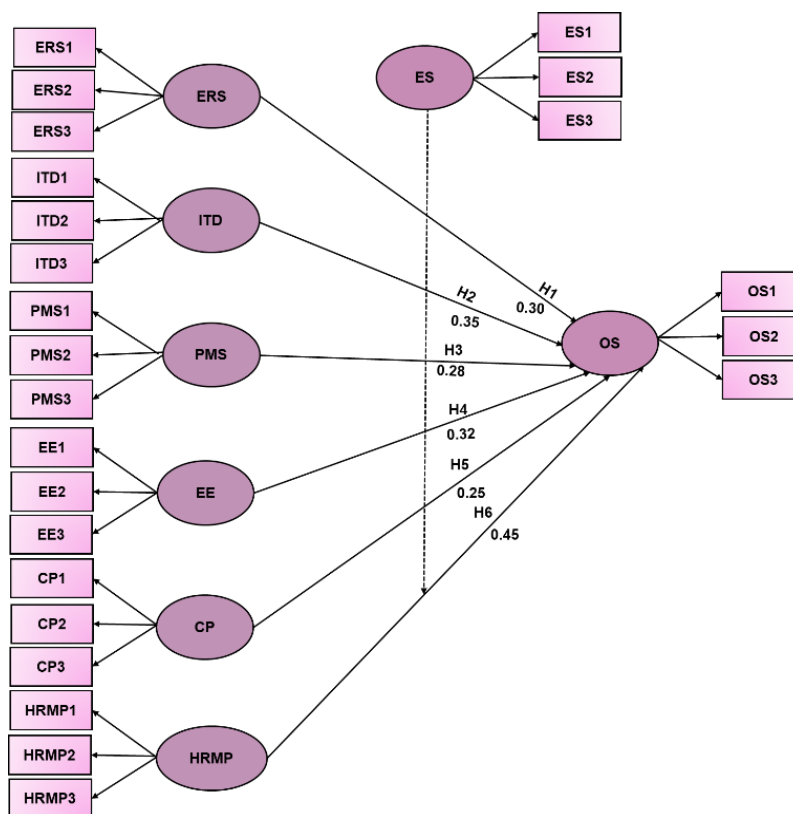 ERS1
ERS2
ERS3
ERS
ES
ES1
ES2
ES3
ITD1
ITD2
ITD3
ITD
PMS1
PMS2
PMS3
PMS
H1
0.30
H2
0.35
H3
0.28
H4
0.32
H5
0.25
H6
0.45
OS
OS1
OS2
OS3
EE1
EE2
EE3
EE
CP1
CP2
CP3
CP
HRMP1
HRMP2
HRMP3
HRMP